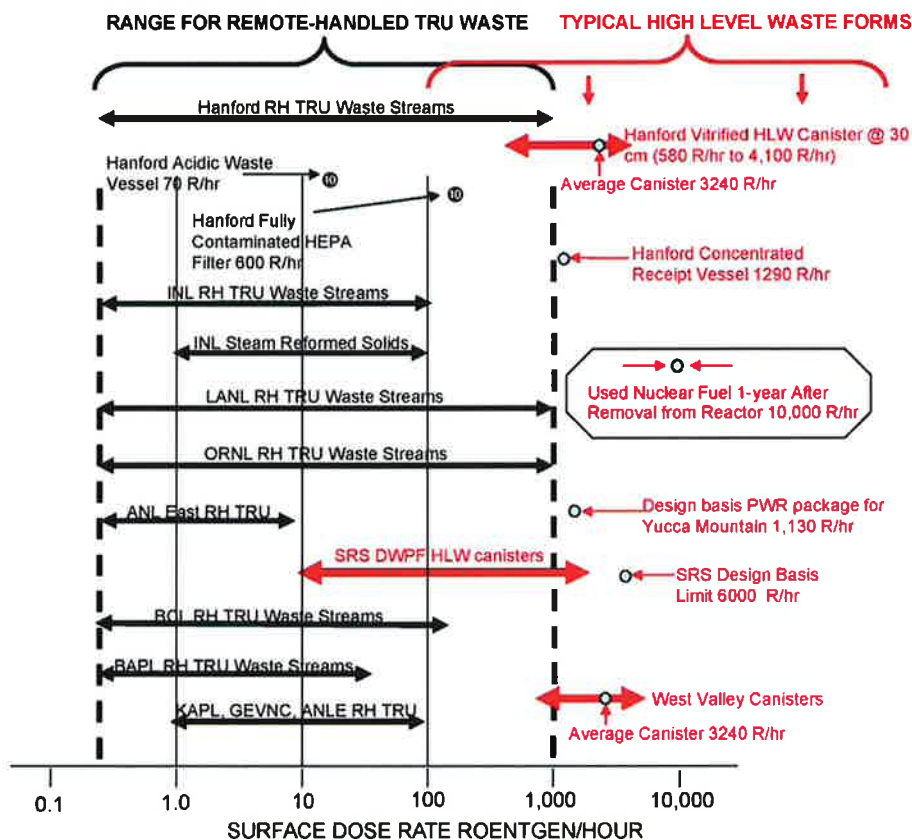 RANGE FOR REMOTE-HANDLED TRU WASTE
TYPICAL HIGH LEVEL WASTE FORMS
Hanford RH TRU Waste Streams
Hanford Vitrified HLW Canister @ 30
cm (580 R/hr to 4,100 R/hr)
Average Canister 3240 R/hr
Hanford Acidic Waste
Vessel 70 R/hr
10
10
Hanford Fully
Contaminated HEPA
Filter 600 R/hr
Hanford Concentrated
Receipt Vessel 1290 R/hr
INL RH TRU Waste Streams
INL Steam Reformed Solids
Used Nuclear Fuel 1-year After
Removal from Reactor 10,000 R/hr
LANL RH TRU Waste Streams
ORNL RH TRU Waste Streams
ANL East RH TRU
Design basis PWR package for
Yucca Mountain 1,130 R/hr
SRS DWPF HLW canisters
SRS Design Basis
Limit 6000 R/hr
BCL RH TRU Waste Streams
BAPL RH TRU Waste Streams
KAPL, GEVNC, ANLE RH TRU
West Valley Canisters
Average Canister 3240 R/hr
0.1
1.0
10
100
1,000
10,000
SURFACE DOSE RATE ROENTGEN/HOUR